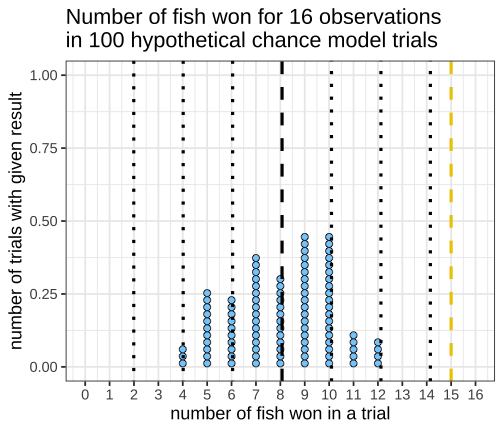 Number of fish won for 16 observations
in 100 hypothetical chance model trials
number of trials with given result
1.00
0.75
0.50
0.25
0.00
0 1 2 3 4 5 6 7 8 9 10 11 12 13 14 15 16
number of fish won in a trial